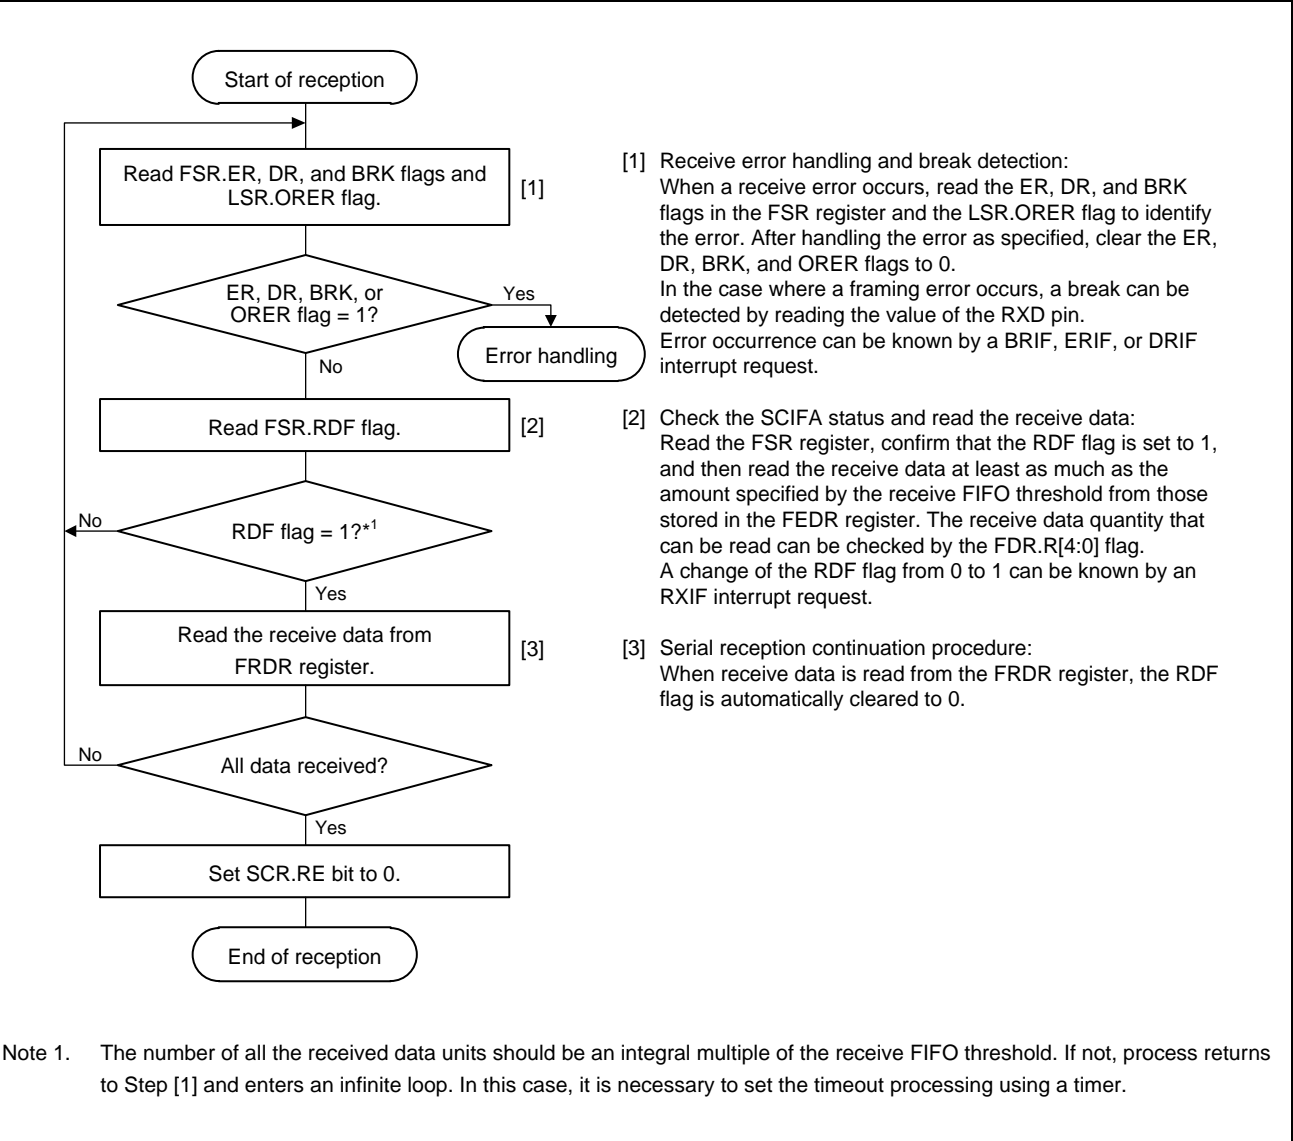 Start of reception
Read FSR.ER, DR, and BRK flags and
LSR.ORER flag.
[1]
ER, DR, BRK, or
ORER flag = 1?
Yes
Error handling
No
Read FSR.RDF flag.
[2]
No
RDF flag = 1?*1
Yes
Read the receive data from
FRDR register.
[3]
No
All data received?
Yes
Set SCR.RE bit to 0.
End of reception
[1] Receive error handling and break detection:
When a receive error occurs, read the ER, DR, and BRK
flags in the FSR register and the LSR.ORER flag to identify
the error. After handling the error as specified, clear the ER,
DR, BRK, and ORER flags to 0.
In the case where a framing error occurs, a break can be
detected by reading the value of the RXD pin.
Error occurrence can be known by a BRIF, ERIF, or DRIF
interrupt request.
[2] Check the SCIFA status and read the receive data:
Read the FSR register, confirm that the RDF flag is set to 1,
and then read the receive data at least as much as the
amount specified by the receive FIFO threshold from those
stored in the FEDR register. The receive data quantity that
can be read can be checked by the FDR.R[4:0] flag.
A change of the RDF flag from 0 to 1 can be known by an
RXIF interrupt request.
[3] Serial reception continuation procedure:
When receive data is read from the FRDR register, the RDF
flag is automatically cleared to 0.
Note 1. The number of all the received data units should be an integral multiple of the receive FIFO threshold. If not, process returns
to Step [1] and enters an infinite loop. In this case, it is necessary to set the timeout processing using a timer.